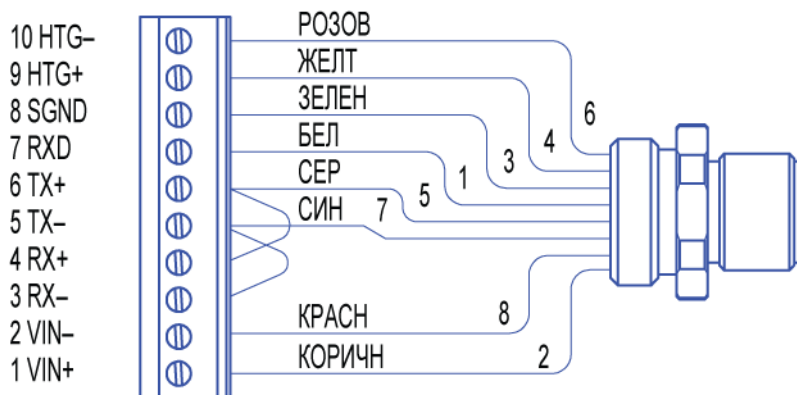 10 HTG–
РОЗОВ
9 HTG+
ЖЕЛТ
8 SGND
ЗЕЛЕН
6
7 RXD
БЕЛ
4
6 TX+
СЕР
3
1
5
5 TX–
СИН
7
4 RX+
3 RX–
2 VIN–
КРАСН
8
1 VIN+
КОРИЧН
2